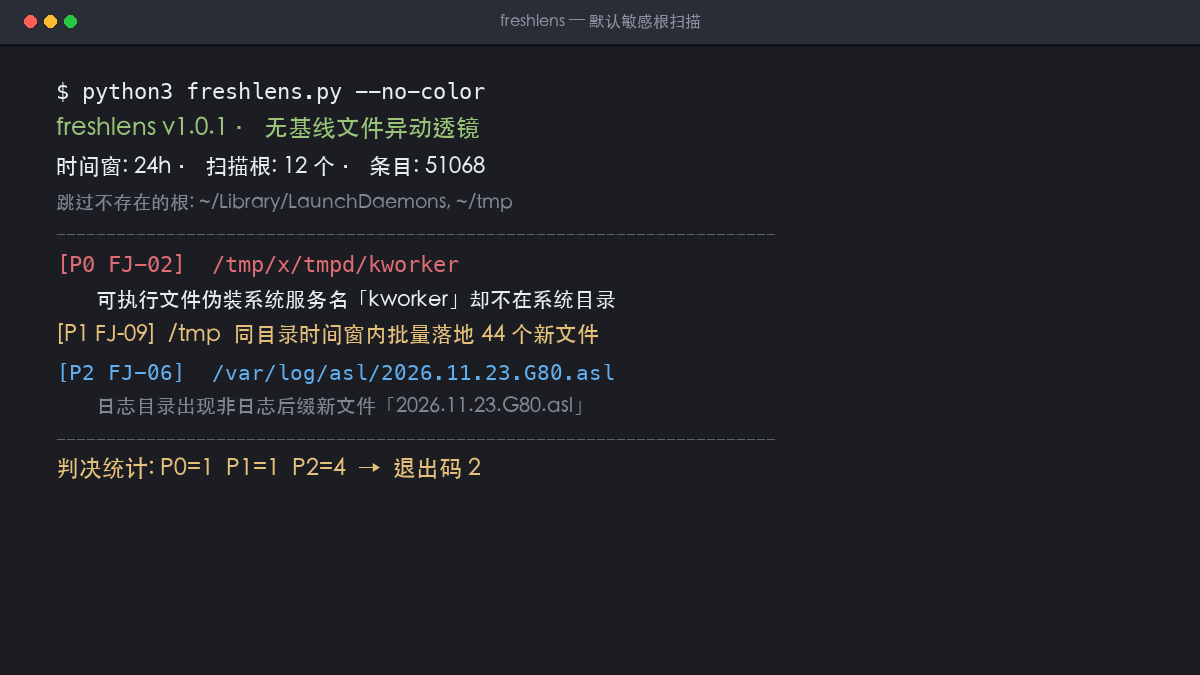 freshlens — 默认敏感根扫描
$ python3 freshlens.py --no-color
freshlens v1.0.1 · 无基线文件异动透镜
时间窗: 24h · 扫描根: 12 个 · 条目: 51068
跳过不存在的根: ~/Library/LaunchDaemons, ~/tmp
------------------------------------------------------------------------
[P0 FJ-02] /tmp/x/tmpd/kworker
可执行文件伪装系统服务名「kworker」却不在系统目录
[P1 FJ-09] /tmp 同目录时间窗内批量落地 44 个新文件
[P2 FJ-06] /var/log/asl/2026.11.23.G80.asl
日志目录出现非日志后缀新文件「2026.11.23.G80.asl」
------------------------------------------------------------------------
判决统计: P0=1 P1=1 P2=4 → 退出码 2